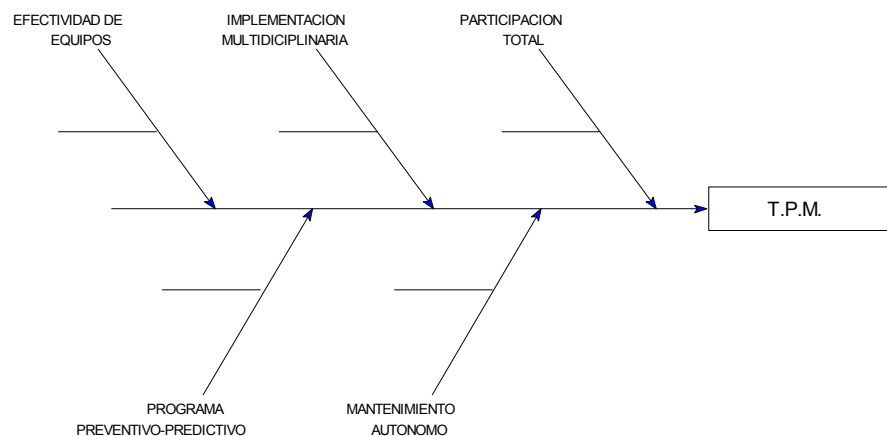 EFECTIVIDAD DE
EQUIPOS
IMPLEMENTACION
MULTIDICIPLINARIA
PARTICIPACION
TOTAL
T.P.M.
PROGRAMA
PREVENTIVO-PREDICTIVO
MANTENIMIENTO
AUTONOMO